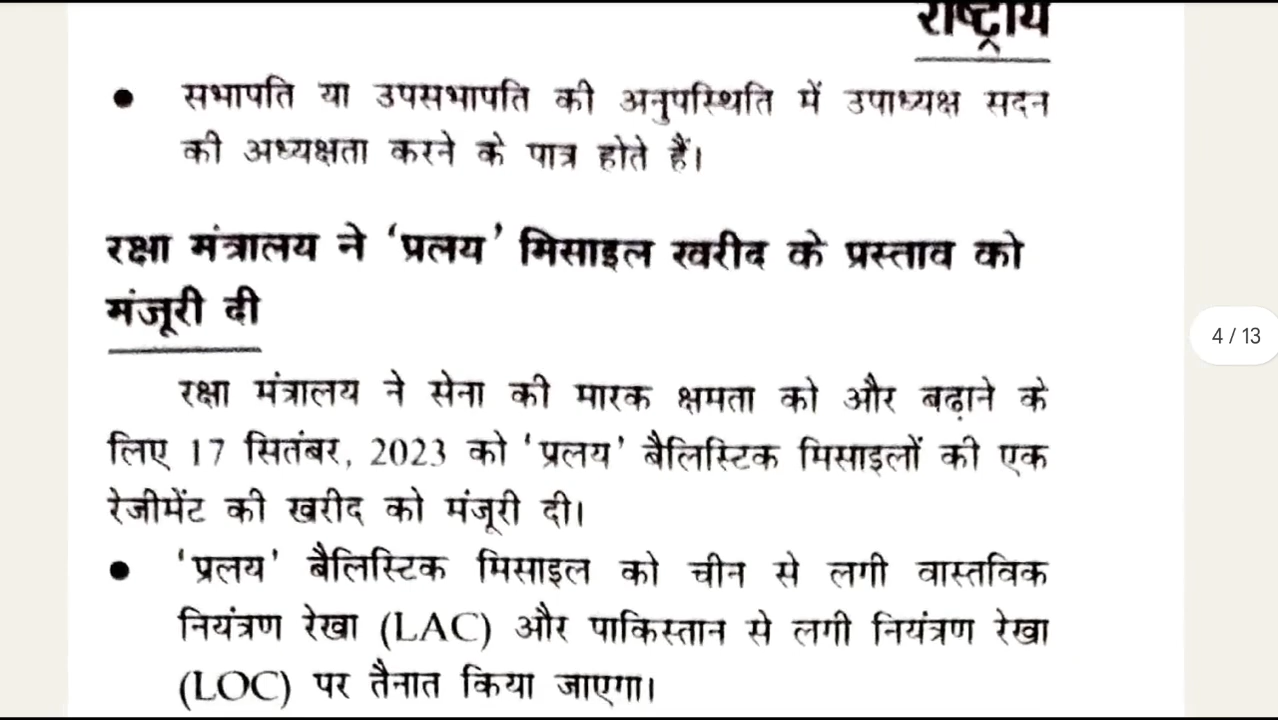 राष्ट्रीय
● सभापति या उपसभापति की अनुपस्थिति में उपाध्यक्ष सदन
की अध्यक्षता करने के पात्र होते हैं।
रक्षा मंत्रालय ने ‘प्रलय’ मिसाइल खरीद के प्रस्ताव को
मंजूरी दी
रक्षा मंत्रालय ने सेना की मारक क्षमता को और बढ़ाने के
लिए 17 सितंबर, 2023 को ‘प्रलय’ बैलिस्टिक मिसाइलों की एक
रेजीमेंट की खरीद को मंजूरी दी।
● ‘प्रलय’ बैलिस्टिक मिसाइल को चीन से लगी वास्तविक
नियंत्रण रेखा (LAC) और पाकिस्तान से लगी नियंत्रण रेखा
(LOC) पर तैनात किया जाएगा।
4 / 13